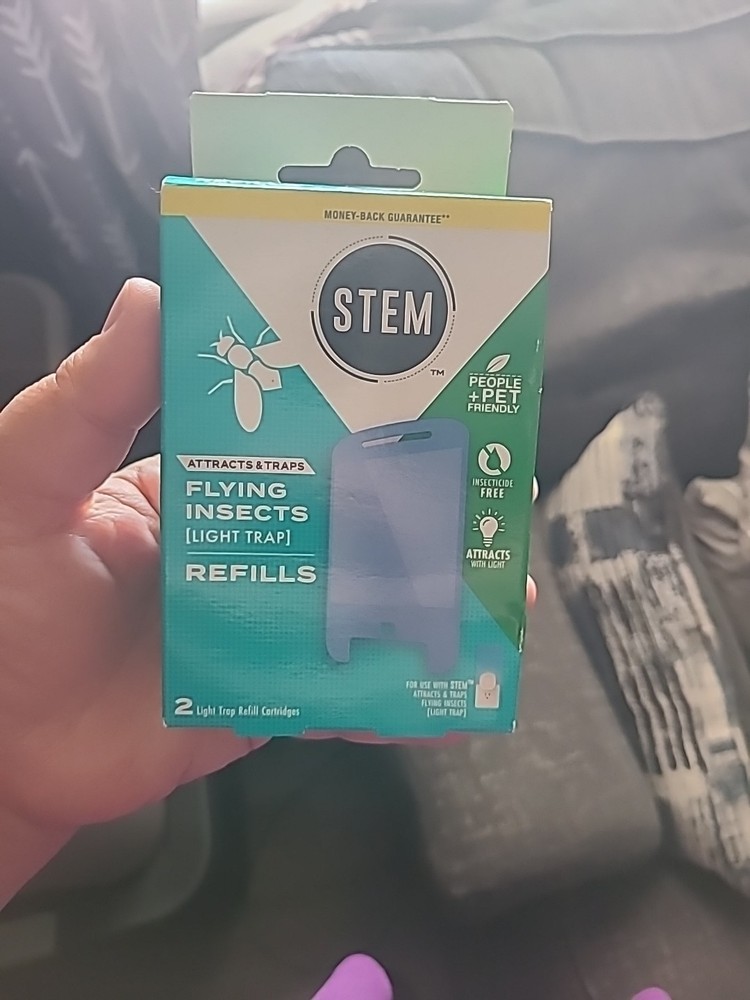 MONEY-BACK GUARANTEE**
STEM
TM
PEOPLE
+PET
FRIENDLY
ATTRACTS & TRAPS
FLYING
INSECTS
[LIGHT TRAP]
REFILLS
INSECTICIDE
FREE
ATTRACTS
WITH LIGHT
FOR USE WITH STEM™
ATTRACTS & TRAPS
FLYING INSECTS
[LIGHT TRAP]
2 Light Trap Refill Cartridges